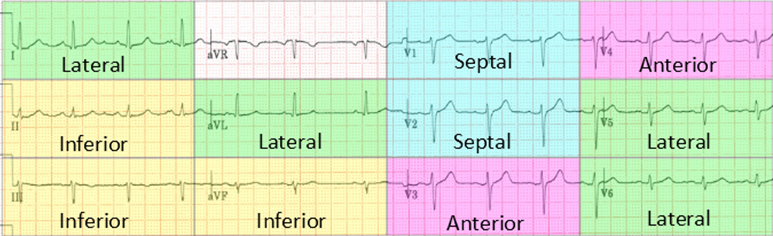 I
Lateral
aVR
V1
Septal
V4
Anterior
II
Inferior
aVL
Lateral
V2
Septal
V5
Lateral
III
Inferior
aVF
Inferior
V3
Anterior
V6
Lateral